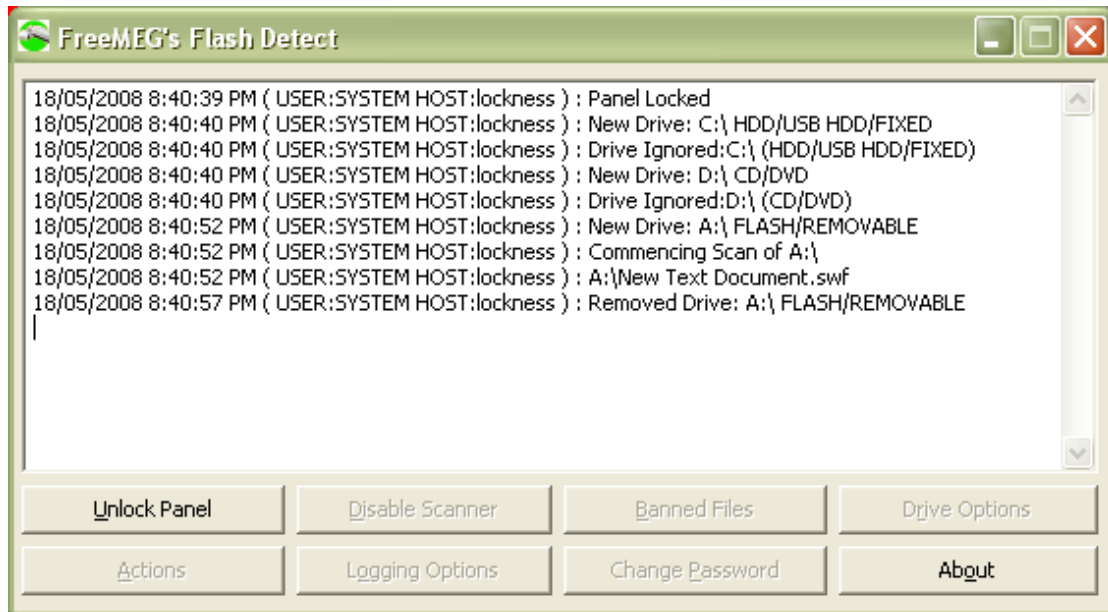 FreeMEG's Flash Detect
18/05/2008 8:40:39 PM ( USER:SYSTEM HOST:lockness ) : Panel Locked
18/05/2008 8:40:40 PM ( USER:SYSTEM HOST:lockness ) : New Drive: C:\ HDD/USB HDD/FIXED
18/05/2008 8:40:40 PM ( USER:SYSTEM HOST:lockness ) : Drive Ignored:C:\ (HDD/USB HDD/FIXED)
18/05/2008 8:40:40 PM ( USER:SYSTEM HOST:lockness ) : New Drive: D:\ CD/DVD
18/05/2008 8:40:40 PM ( USER:SYSTEM HOST:lockness ) : Drive Ignored:D:\ (CD/DVD)
18/05/2008 8:40:52 PM ( USER:SYSTEM HOST:lockness ) : New Drive: A:\ FLASH/REMOVABLE
18/05/2008 8:40:52 PM ( USER:SYSTEM HOST:lockness ) : Commencing Scan of A:\
18/05/2008 8:40:52 PM ( USER:SYSTEM HOST:lockness ) : A:\New Text Document.swf
18/05/2008 8:40:57 PM ( USER:SYSTEM HOST:lockness ) : Removed Drive: A:\ FLASH/REMOVABLE
Unlock Panel Disable Scanner Banned Files Drive Options
Actions Logging Options Change Password About